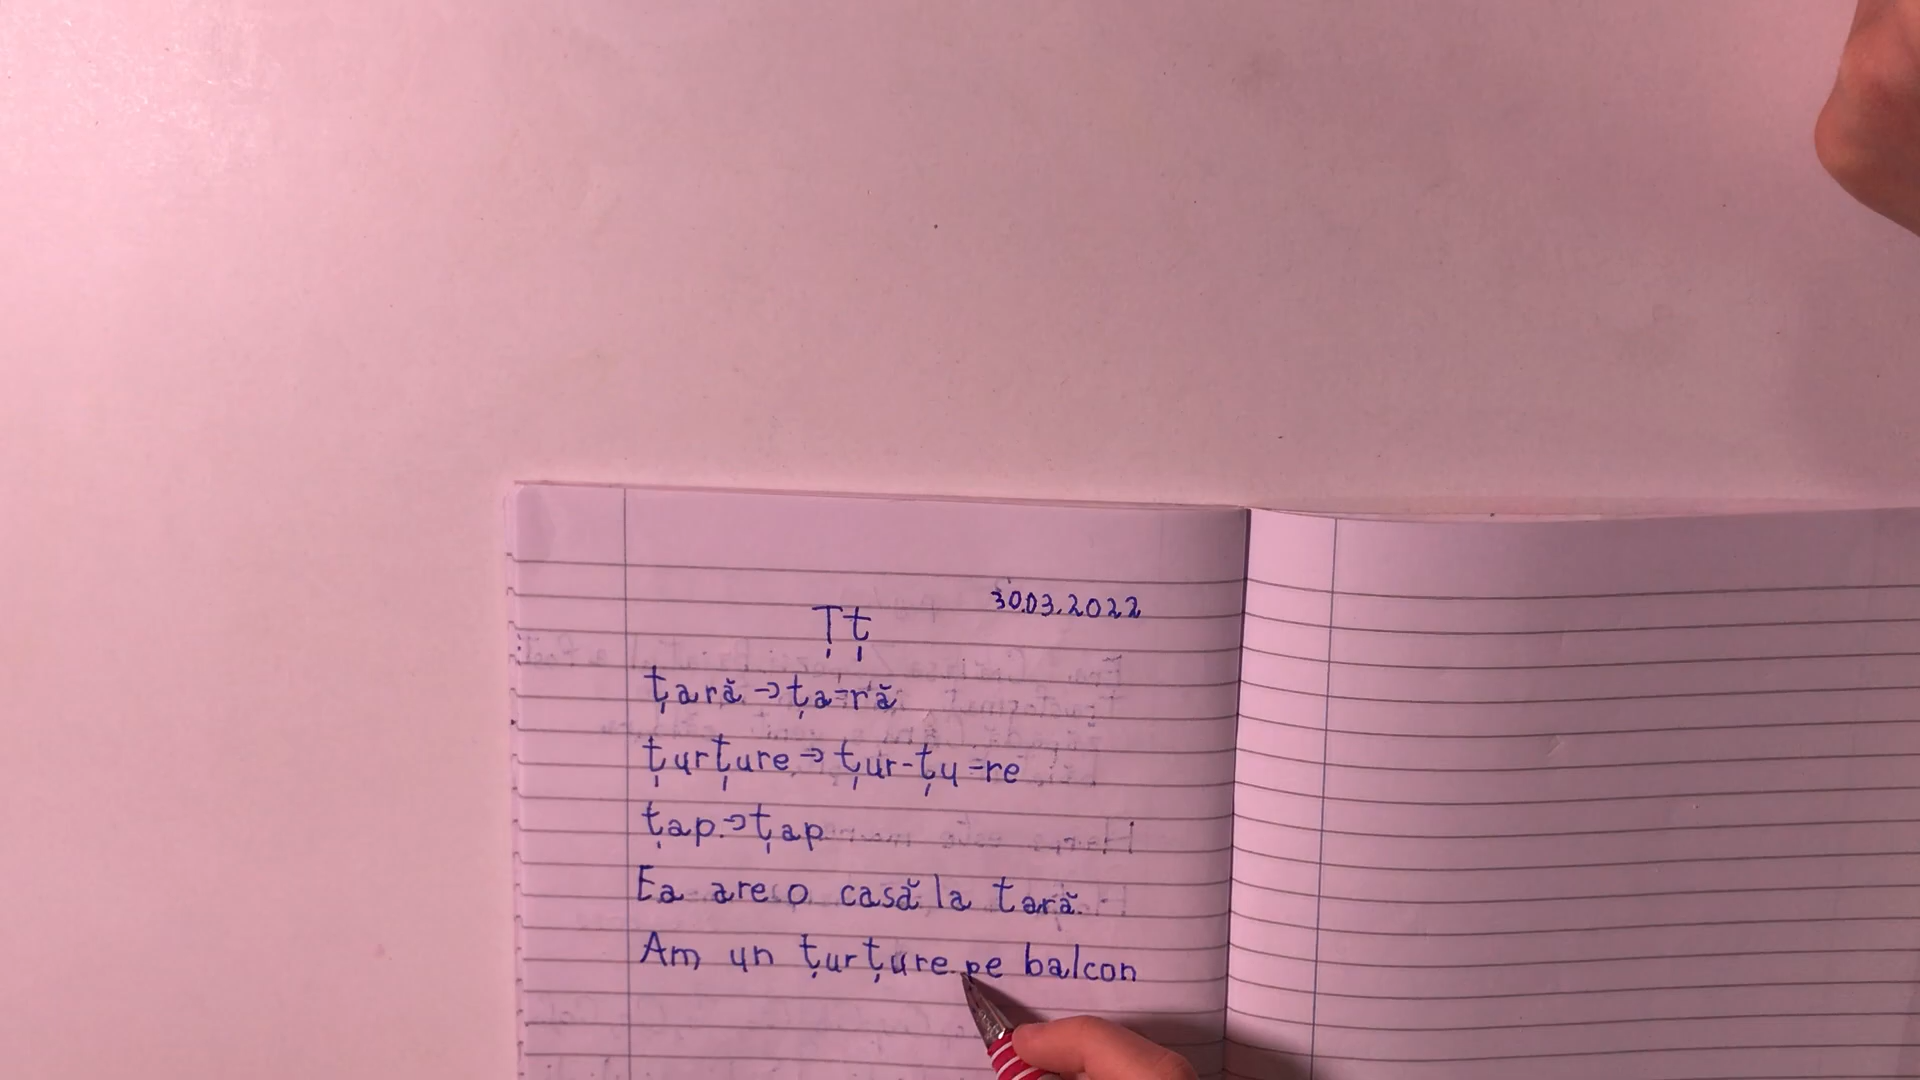 30.03.2022
Țț
țară → ța-ră
țurțure → țur-țu-re
țap → țap
Ea are o casă la tară.
Am un țurțure pe balcon